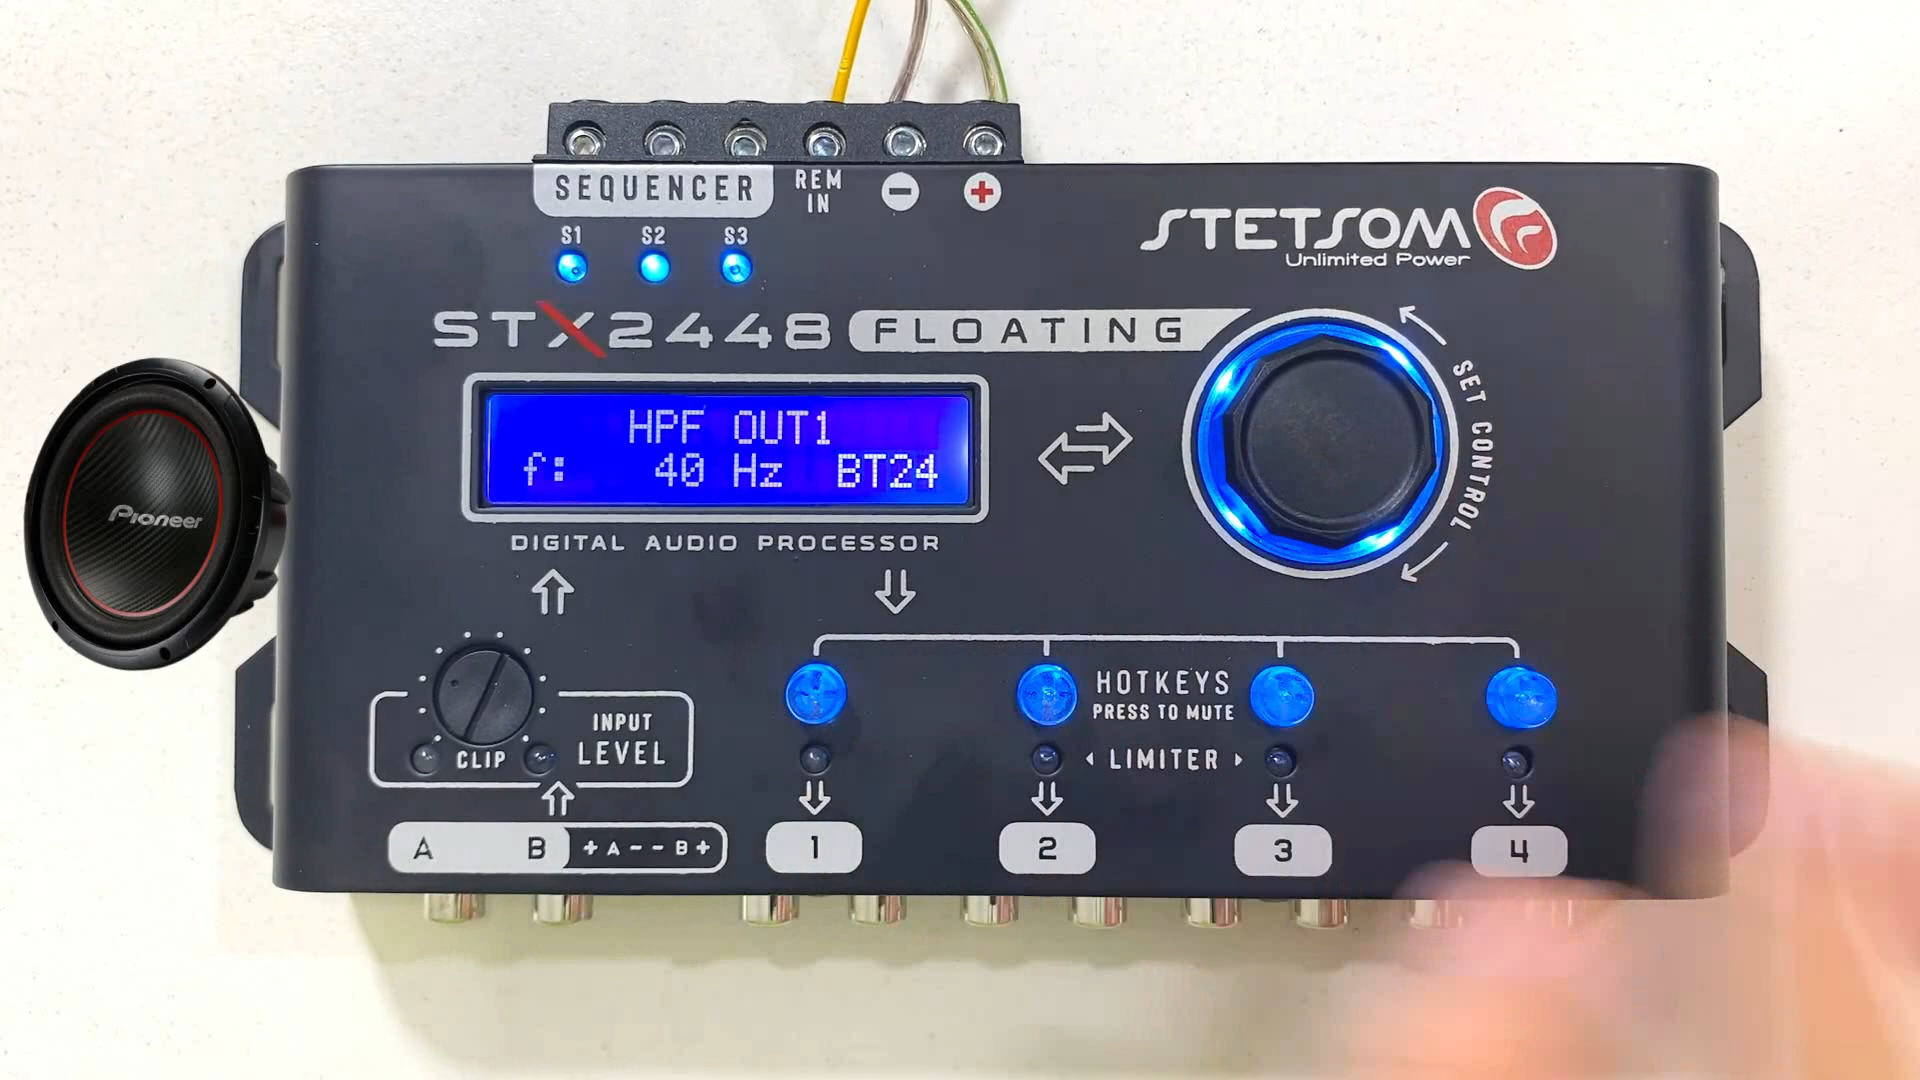 SEQUENCER
REM
IN
S1 S2 S3
STETSOM
Unlimited Power
STX2448 FLOATING
SET CONTROL
HPF OUT1
f: 40 Hz BT24
DIGITAL AUDIO PROCESSOR
Pioneer
HOTKEYS
PRESS TO MUTE
INPUT
LEVEL
CLIP
LIMITER
A B + A - - B +
1 2 3 4